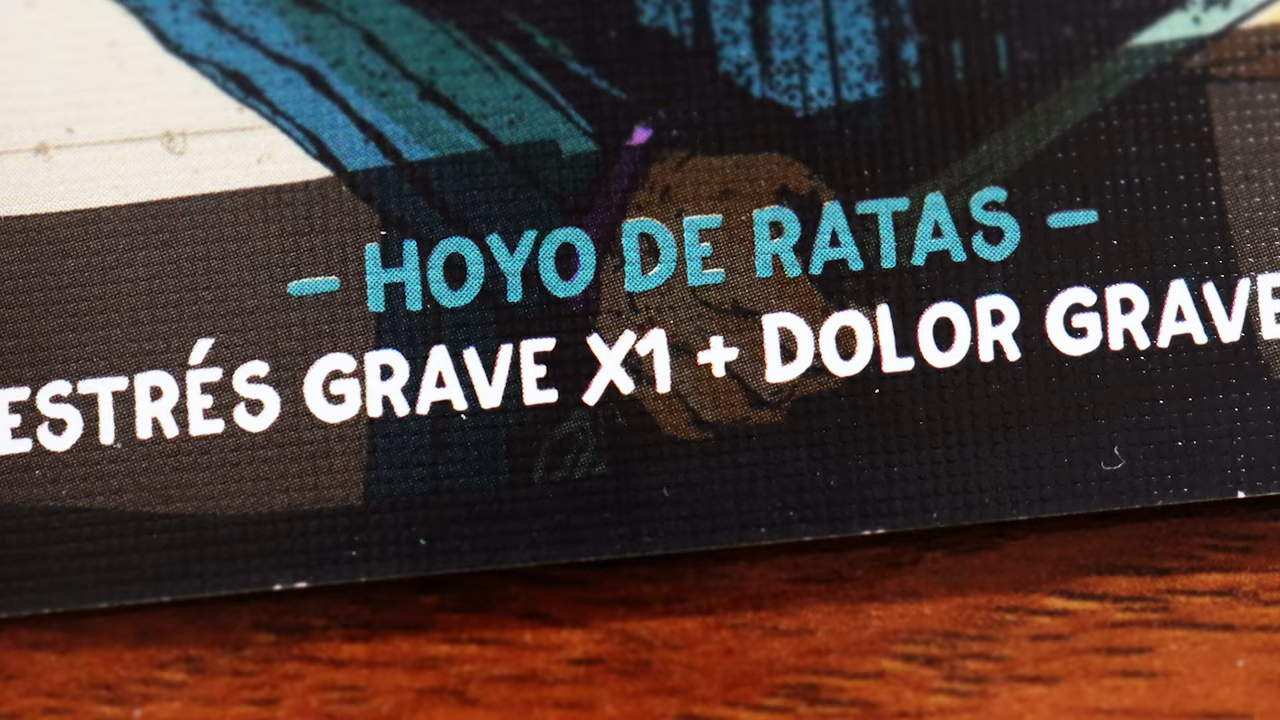 – HOYO DE RATAS –
ESTRÉS GRAVE X1 + DOLOR GRAVE